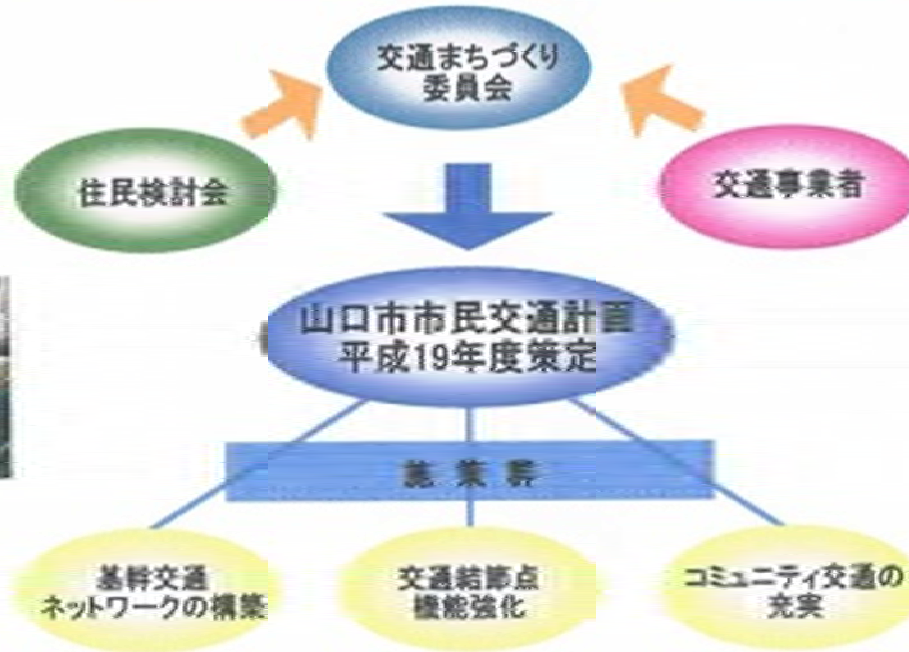 交通まちづくり
委員会
住民検討会
交通事業者
山口市市民交通計画
平成19年度策定
基幹交通
ネットワークの構築
交通結節点
機能強化
コミュニティ交通の
充実